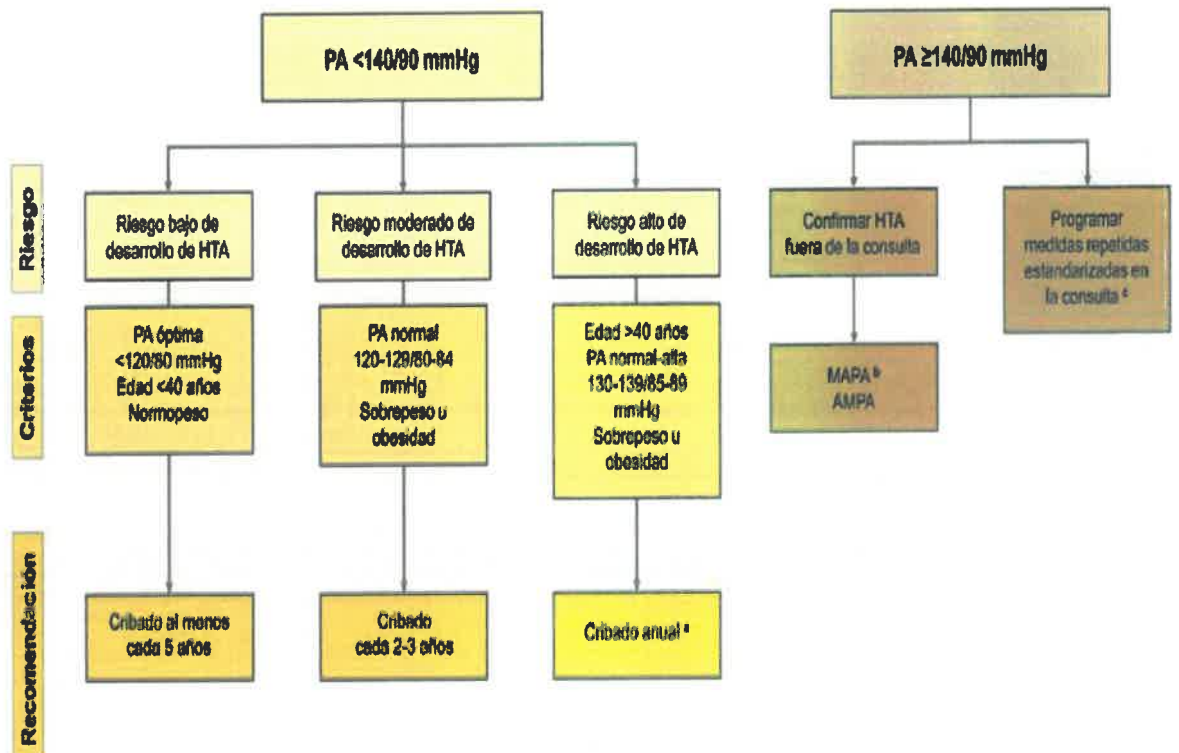 PA <140/90 mmHg
PA ≥140/90 mmHg
Riesgo
Riesgo bajo de
desarrollo de HTA
Riesgo moderado de
desarrollo de HTA
Riesgo alto de
desarrollo de HTA
Confirmar HTA
fuera de la consulta
Programar
medidas repetidas
estandarizadas en
la consulta c
Criterios
PA óptima
<120/80 mmHg
Edad <40 años
Normopeso
PA normal
120-129/80-84
mmHg
Sobrepeso u
obesidad
Edad >40 años
PA normal-alta
130-139/85-89
mmHg
Sobrepeso u
obesidad
MAPA b
AMPA
Recomendación
Cribado al menos
cada 5 años
Cribado
cada 2-3 años
Cribado anual a